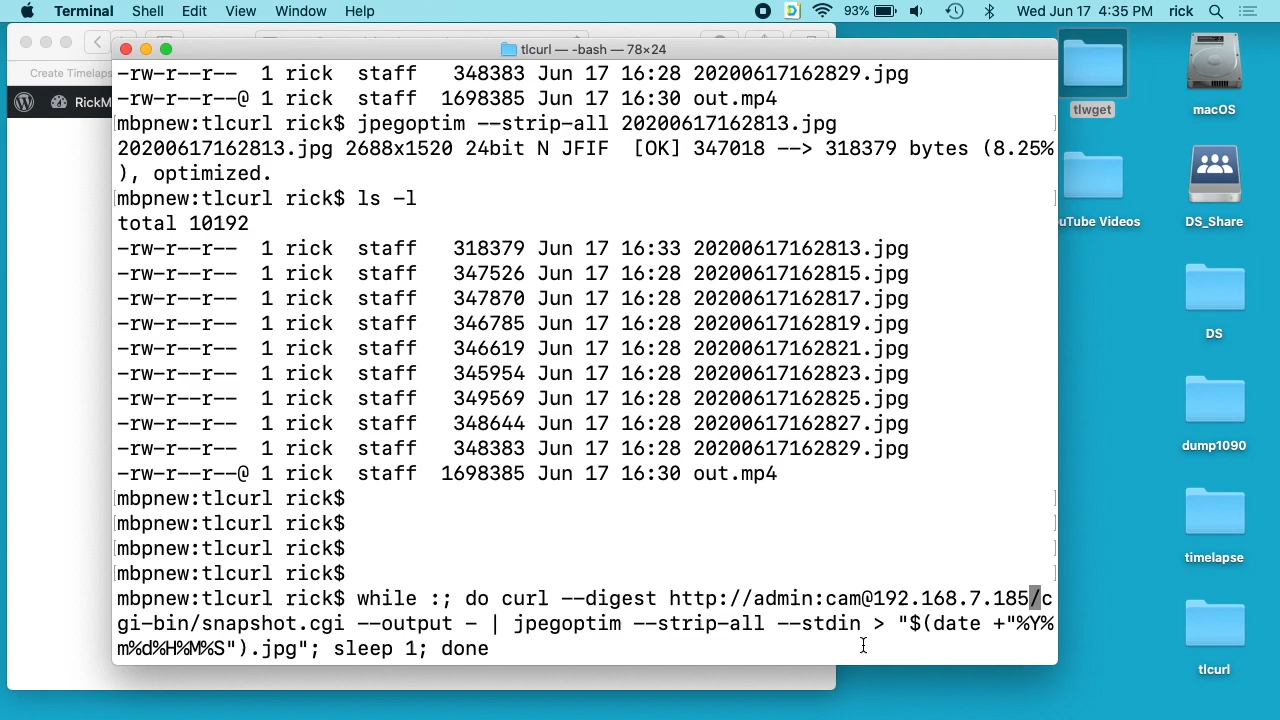 Terminal Shell Edit View Window Help 93% Wed Jun 17 4:35 PM rick
tlcurl — -bash — 78×24
Create Timelaps
RickM
-rw-r--r-- 1 rick staff 348383 Jun 17 16:28 20200617162829.jpg
-rw-r--r--@ 1 rick staff 1698385 Jun 17 16:30 out.mp4
mbpnew:tlcurl rick$ jpegoptim --strip-all 20200617162813.jpg
20200617162813.jpg 2688x1520 24bit N JFIF [OK] 347018 --> 318379 bytes (8.25%
), optimized.
mbpnew:tlcurl rick$ ls -l
total 10192
-rw-r--r-- 1 rick staff 318379 Jun 17 16:33 20200617162813.jpg
-rw-r--r-- 1 rick staff 347526 Jun 17 16:28 20200617162815.jpg
-rw-r--r-- 1 rick staff 347870 Jun 17 16:28 20200617162817.jpg
-rw-r--r-- 1 rick staff 346785 Jun 17 16:28 20200617162819.jpg
-rw-r--r-- 1 rick staff 346619 Jun 17 16:28 20200617162821.jpg
-rw-r--r-- 1 rick staff 345954 Jun 17 16:28 20200617162823.jpg
-rw-r--r-- 1 rick staff 349569 Jun 17 16:28 20200617162825.jpg
-rw-r--r-- 1 rick staff 348644 Jun 17 16:28 20200617162827.jpg
-rw-r--r-- 1 rick staff 348383 Jun 17 16:28 20200617162829.jpg
-rw-r--r--@ 1 rick staff 1698385 Jun 17 16:30 out.mp4
mbpnew:tlcurl rick$
mbpnew:tlcurl rick$
mbpnew:tlcurl rick$
mbpnew:tlcurl rick$
mbpnew:tlcurl rick$ while :; do curl --digest http://admin:cam@192.168.7.185/c
gi-bin/snapshot.cgi --output - | jpegoptim --strip-all --stdin > "$(date +"%Y%
m%d%H%M%S").jpg"; sleep 1; done
tlwget
macOS
uTube Videos
DS_Share
DS
dump1090
timelapse
tlcurl